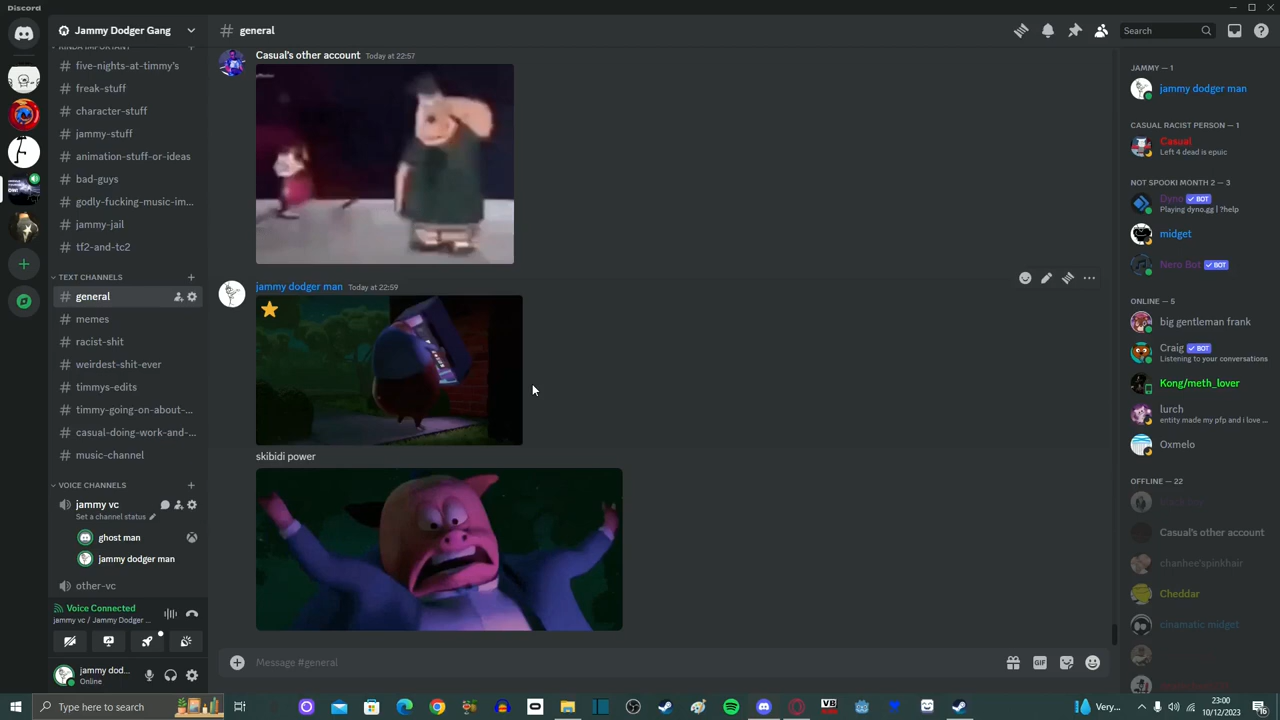 Discord
Jammy Dodger Gang
# general
Search
# five-nights-at-timmy's
# freak-stuff
# character-stuff
# jammy-stuff
# animation-stuff-or-ideas
# bad-guys
# godly-fucking-music-im...
# jammy-jail
# tf2-and-tc2
TEXT CHANNELS
# general
# memes
# racist-shit
# weirdest-shit-ever
# timmys-edits
# timmy-going-on-about-...
# casual-doing-work-and-...
# music-channel
VOICE CHANNELS
jammy vc
Set a channel status
ghost man
jammy dodger man
other-vc
Voice Connected
jammy vc / Jammy Dodger ...
jammy dod...
Online
Casual's other account Today at 22:57
jammy dodger man Today at 22:59
skibidi power
Message #general
GIF
JAMMY — 1
jammy dodger man
CASUAL RACIST PERSON — 1
Casual
Left 4 dead is epuic
NOT SPOOKI MONTH 2 — 3
Dyno BOT
Playing dyno.gg | ?help
midget
Nero Bot BOT
ONLINE — 5
big gentleman frank
Craig BOT
Listening to your conversations
Kong/meth_lover
lurch
entity made my pfp and i love ...
Oxmelo
OFFLINE — 22
Casual's other account
chanhee'spinkhair
Cheddar
cinamatic midget
Type here to search
VB
Very...
23:00
10/12/2023
16